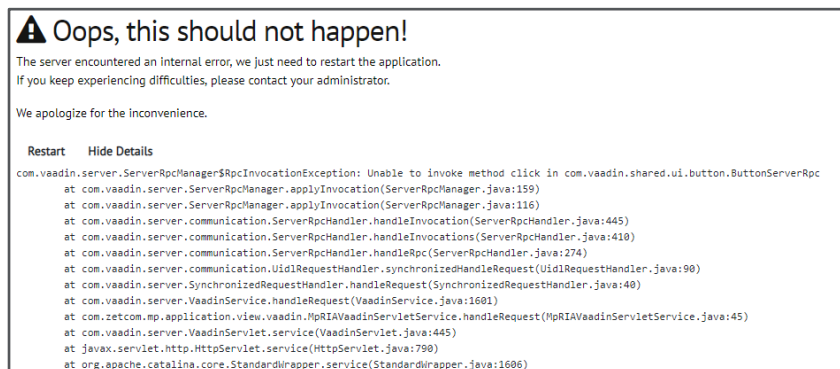 Oops, this should not happen!
The server encountered an internal error, we just need to restart the application.
If you keep experiencing difficulties, please contact your administrator.
We apologize for the inconvenience.
Restart Hide Details
com.vaadin.server.ServerRpcManager$RpcInvocationException: Unable to invoke method click in com.vaadin.shared.ui.button.ButtonServerRpc
at com.vaadin.server.ServerRpcManager.applyInvocation(ServerRpcManager.java:159)
at com.vaadin.server.ServerRpcManager.applyInvocation(ServerRpcManager.java:116)
at com.vaadin.server.communication.ServerRpcHandler.handleInvocation(ServerRpcHandler.java:445)
at com.vaadin.server.communication.ServerRpcHandler.handleInvocations(ServerRpcHandler.java:410)
at com.vaadin.server.communication.ServerRpcHandler.handleRpc(ServerRpcHandler.java:274)
at com.vaadin.server.communication.UidlRequestHandler.synchronizedHandleRequest(UidlRequestHandler.java:90)
at com.vaadin.server.SynchronizedRequestHandler.handleRequest(SynchronizedRequestHandler.java:40)
at com.vaadin.server.VaadinService.handleRequest(VaadinService.java:1601)
at com.zetcom.mp.application.view.vaadin.MpRIAVaadinServletService.handleRequest(MpRIAVaadinServletService.java:45)
at com.vaadin.server.VaadinServlet.service(VaadinServlet.java:445)
at javax.servlet.http.HttpServlet.service(HttpServlet.java:790)
at org.apache.catalina.core.StandardWrapper.service(StandardWrapper.java:1606)